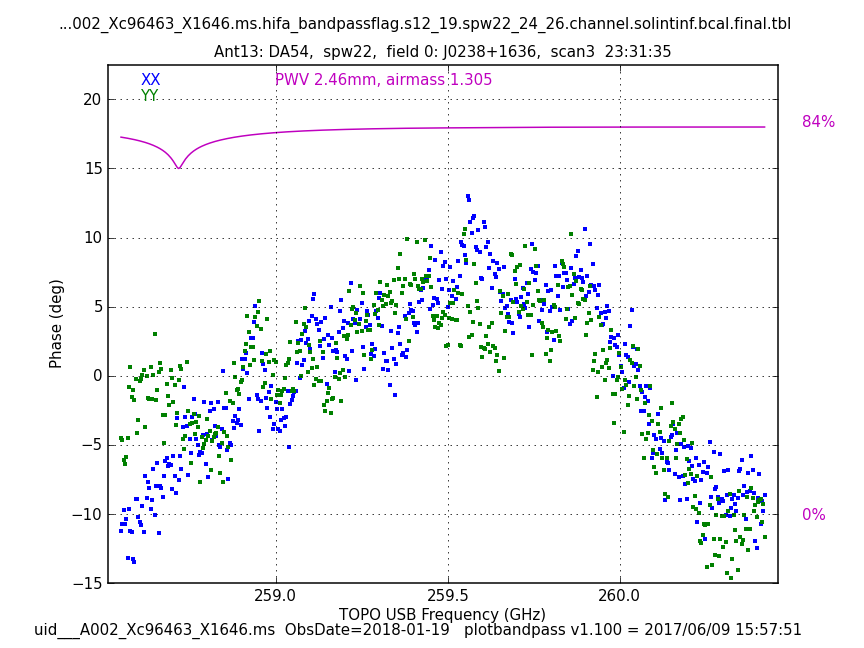 ...002_Xc96463_X1646.ms.hifa_bandpassflag.s12_19.spw22_24_26.channel.solintinf.bcal.final.tbl
Ant13: DA54,  spw22,  field 0: J0238+1636,  scan3  23:31:35
XX
PWV 2.46mm, airmass 1.305
YY
84%
0%
20
15
10
5
0
−5
−10
−15
Phase (deg)
259.0
259.5
260.0
TOPO USB Frequency (GHz)
uid___A002_Xc96463_X1646.ms  ObsDate=2018-01-19   plotbandpass v1.100 = 2017/06/09 15:57:51